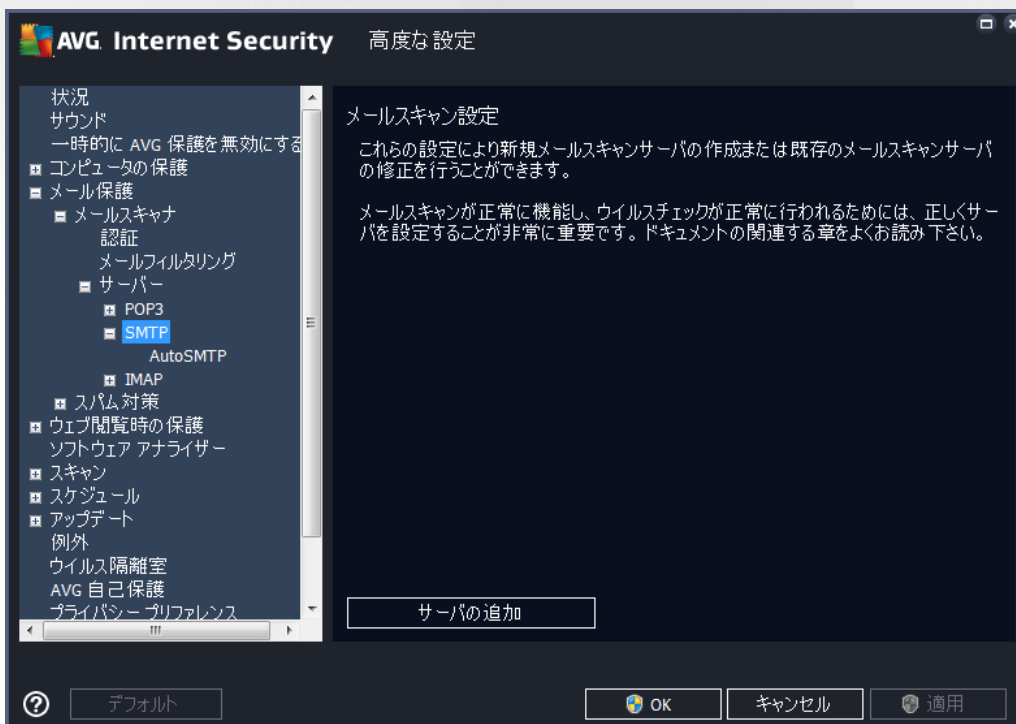 AVG. Internet Security 高度な設定
状況
サウンド
一時的に AVG 保護を無効にする
コンピュータの保護
メール保護
メールスキャナ
認証
メールフィルタリング
サーバー
POP3
SMTP
AutoSMTP
IMAP
スパム対策
ウェブ閲覧時の保護
ソフトウェア アナライザー
スキャン
スケジュール
アップデート
例外
ウイルス隔離室
AVG 自己保護
プライバシー プリファレンス
メールスキャン設定
これらの設定により新規メールスキャンサーバの作成または既存のメールスキャンサーバ
の修正を行うことができます。
メールスキャンが正常に機能し、ウイルスチェックが正常に行われるためには、正しくサー
バを設定することが非常に重要です。ドキュメントの関連する章をよくお読み下さい。
サーバの追加
デフォルト
OK
キャンセル
適用